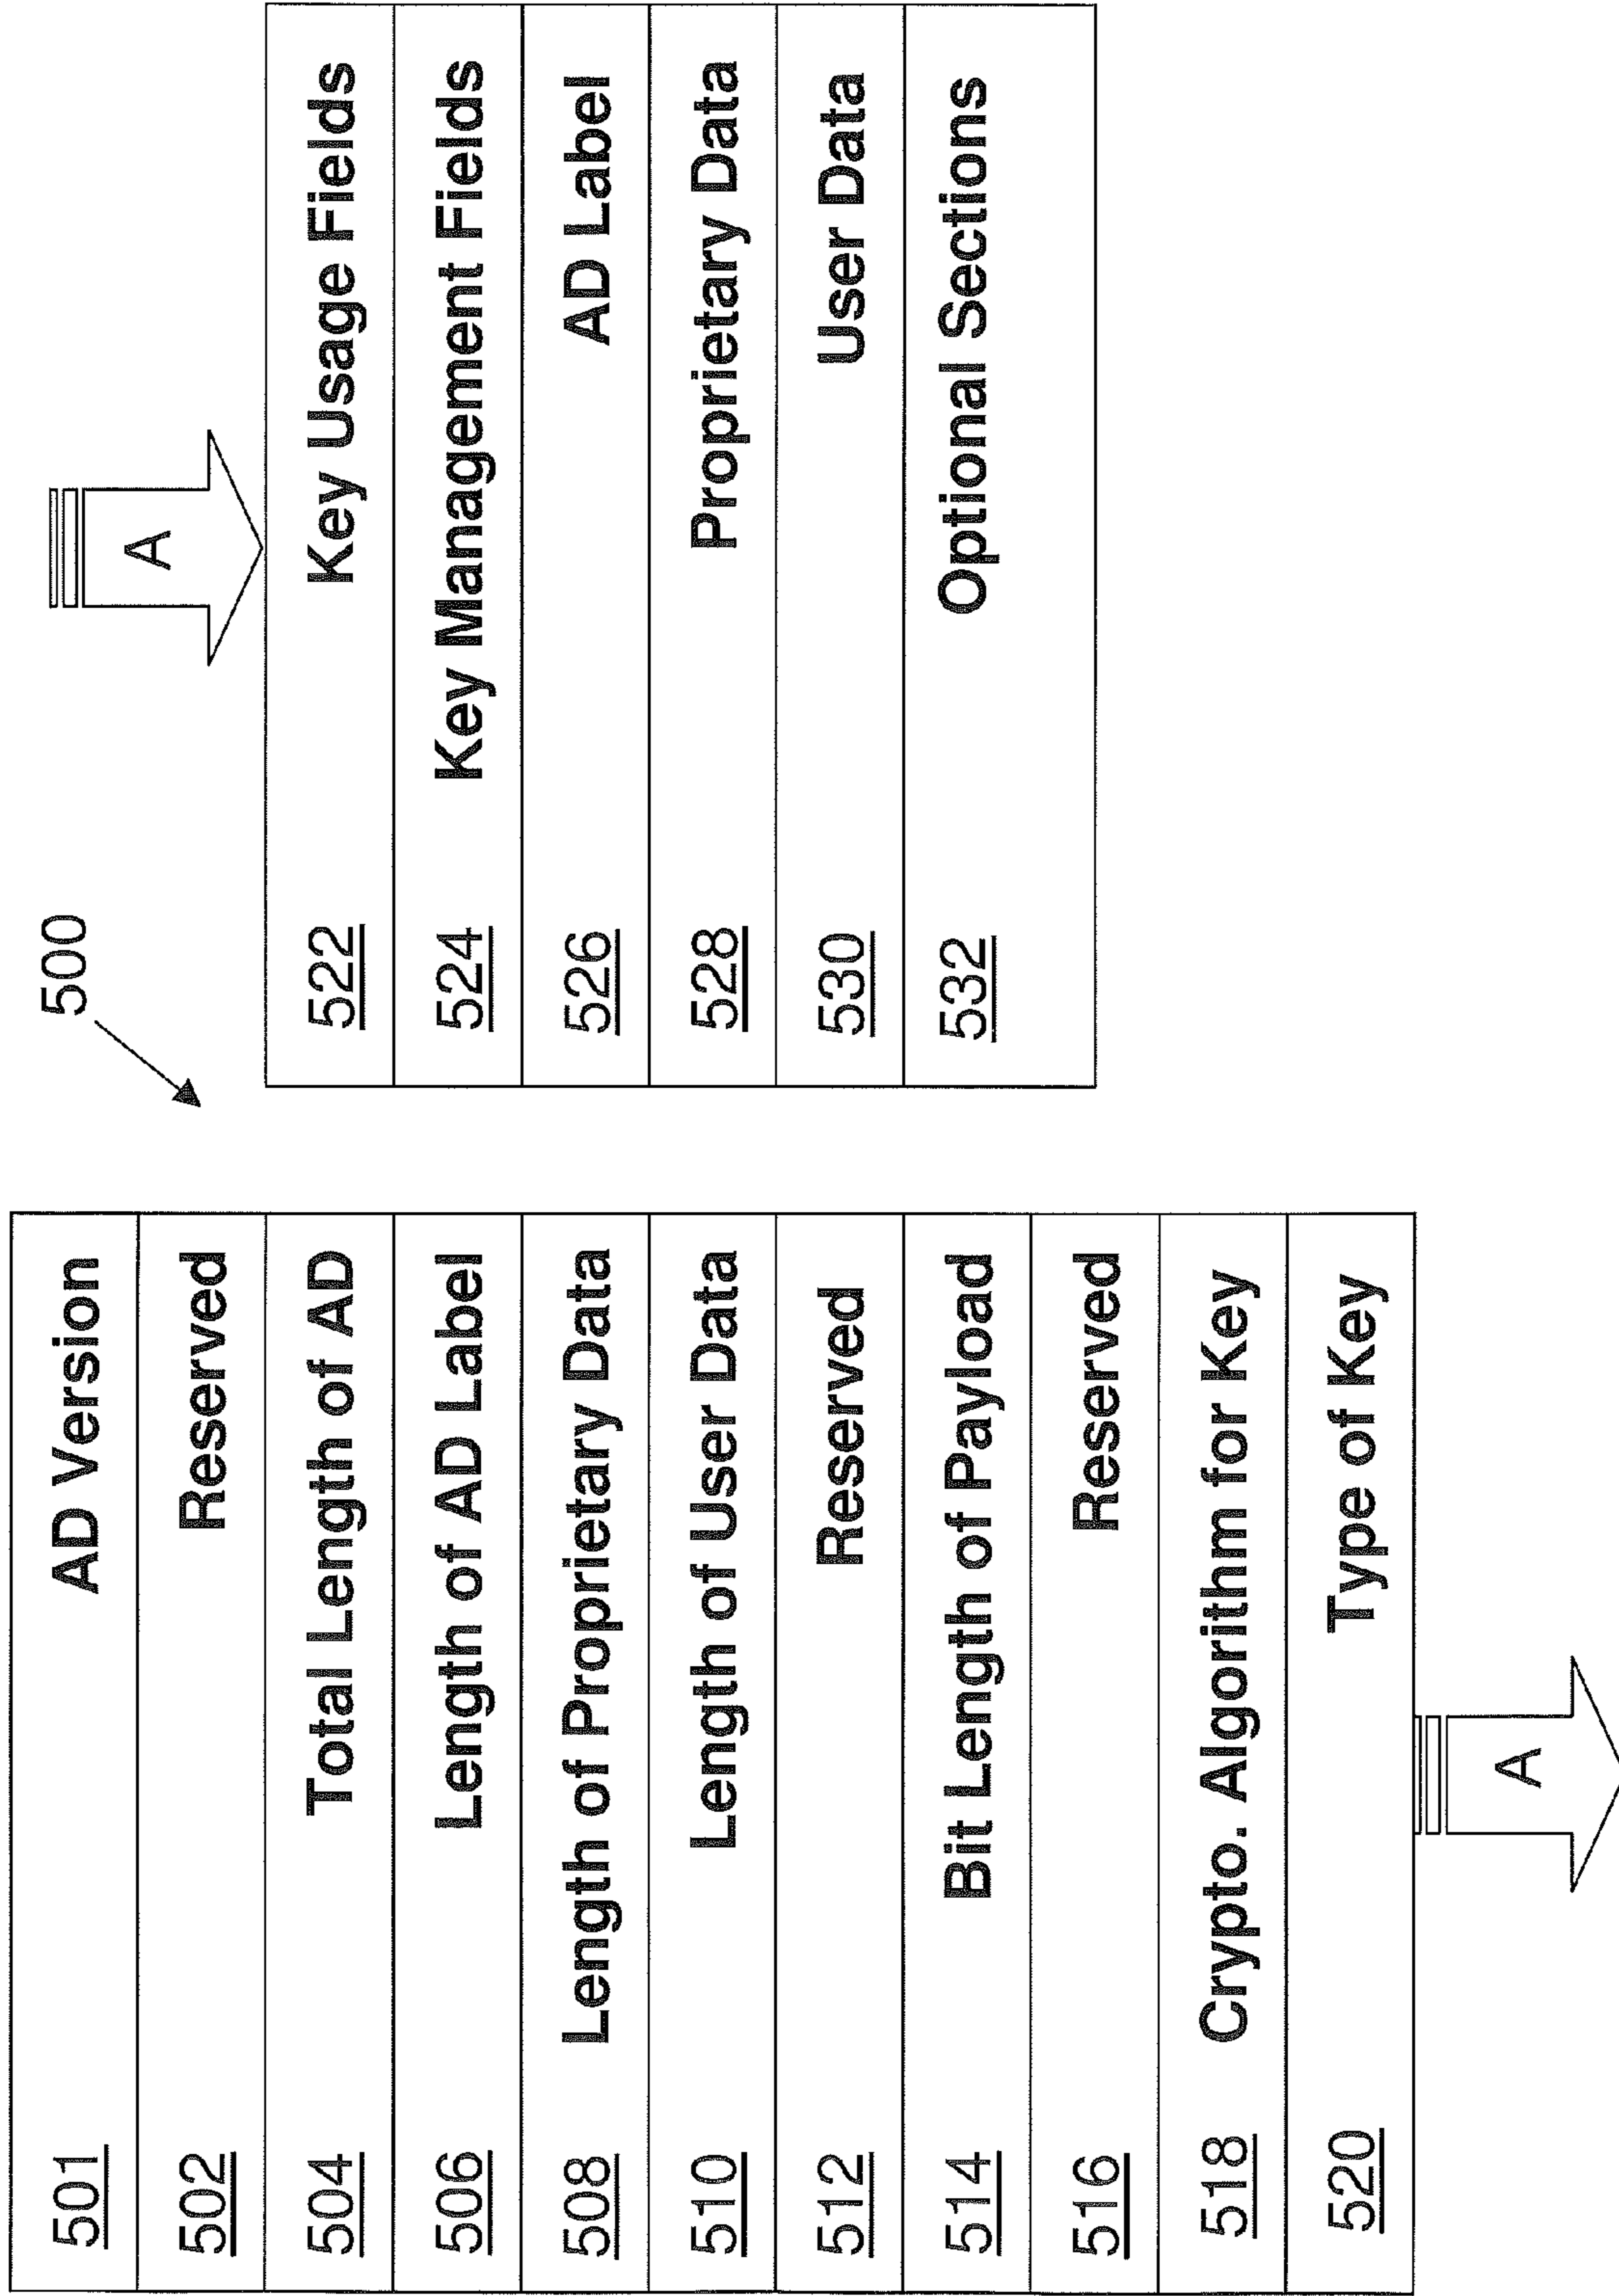 500
501 AD Version
502 Reserved
504 Total Length of AD
506 Length of AD Label
508 Length of Proprietary Data
510 Length of User Data
512 Reserved
514 Bit Length of Payload
516 Reserved
518 Crypto. Algorithm for Key
520 Type of Key
A
A
522 Key Usage Fields
524 Key Management Fields
526 AD Label
528 Proprietary Data
530 User Data
532 Optional Sections